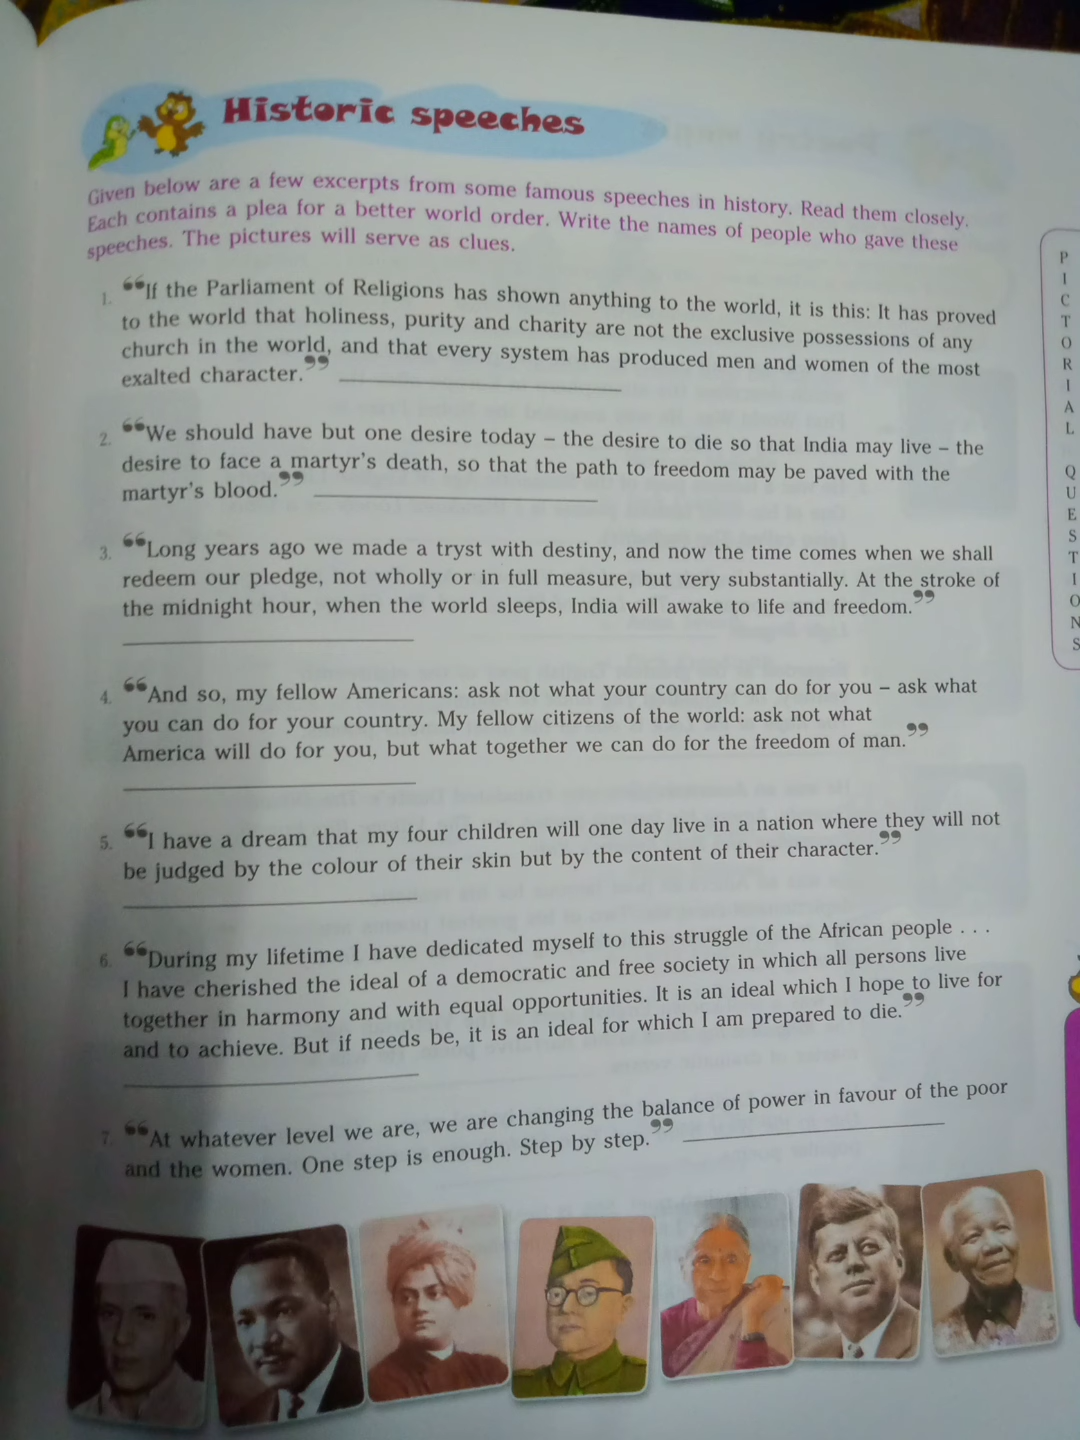 Historic speeches
Given below are a few excerpts from some famous speeches in history. Read them closely.
Each contains a plea for a better world order. Write the names of people who gave these
speeches. The pictures will serve as clues.
1. “If the Parliament of Religions has shown anything to the world, it is this: It has proved
to the world that holiness, purity and charity are not the exclusive possessions of any
church in the world, and that every system has produced men and women of the most
exalted character.”
2. “We should have but one desire today – the desire to die so that India may live – the
desire to face a martyr's death, so that the path to freedom may be paved with the
martyr's blood.”
3. “Long years ago we made a tryst with destiny, and now the time comes when we shall
redeem our pledge, not wholly or in full measure, but very substantially. At the stroke of
the midnight hour, when the world sleeps, India will awake to life and freedom.”
4. “And so, my fellow Americans: ask not what your country can do for you – ask what
you can do for your country. My fellow citizens of the world: ask not what
America will do for you, but what together we can do for the freedom of man.”
5. “I have a dream that my four children will one day live in a nation where they will not
be judged by the colour of their skin but by the content of their character.”
6. “During my lifetime I have dedicated myself to this struggle of the African people . . .
I have cherished the ideal of a democratic and free society in which all persons live
together in harmony and with equal opportunities. It is an ideal which I hope to live for
and to achieve. But if needs be, it is an ideal for which I am prepared to die.”
7. “At whatever level we are, we are changing the balance of power in favour of the poor
and the women. One step is enough. Step by step.”
PICTORIAL QUESTIONS